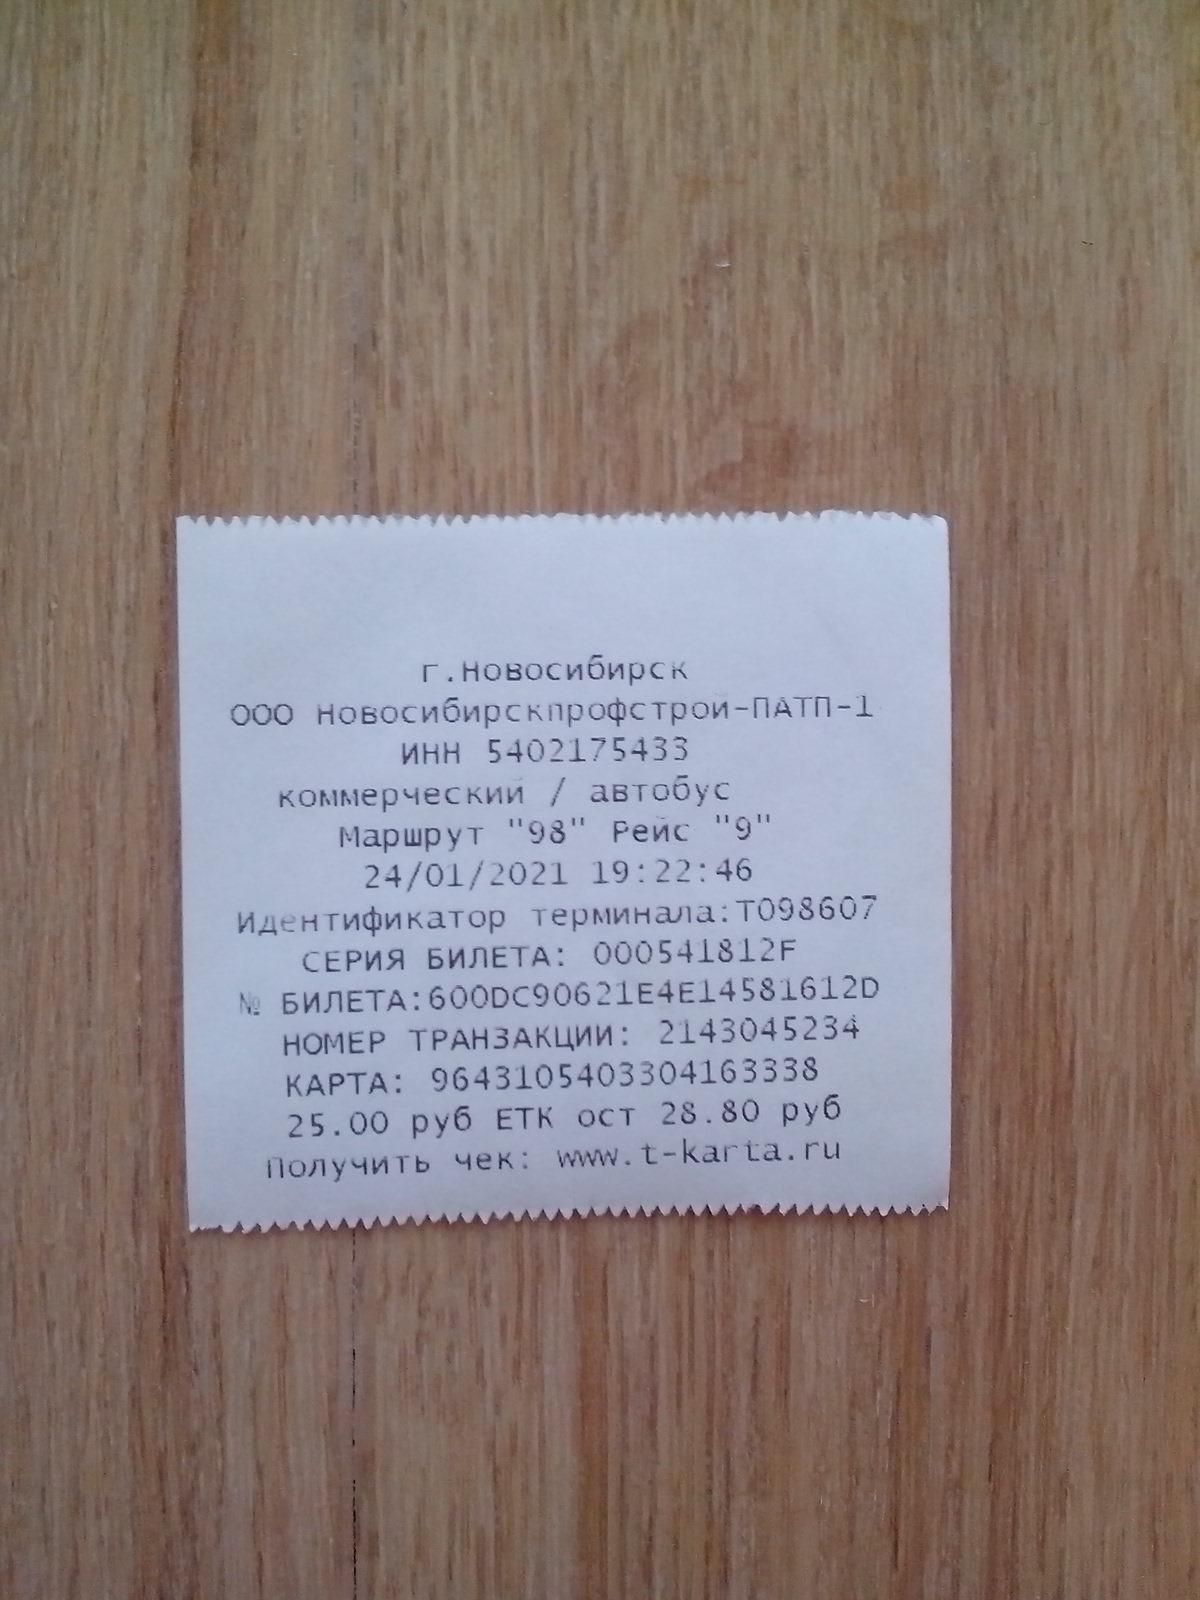 г.Новосибирск
ООО Новосибирскпрофстрой-ПАТП-1
ИНН 5402175433
коммерческий / автобус
Маршрут "98" Рейс "9"
24/01/2021 19:22:46
Идентификатор терминала:T098607
СЕРИЯ БИЛЕТА: 000541812F
№ БИЛЕТА:600DC90621E4E14581612D
НОМЕР ТРАНЗАКЦИИ: 2143045234
КАРТА: 9643105403304163338
25.00 руб ЕТК ост 28.80 руб
Получить чек: www.t-karta.ru